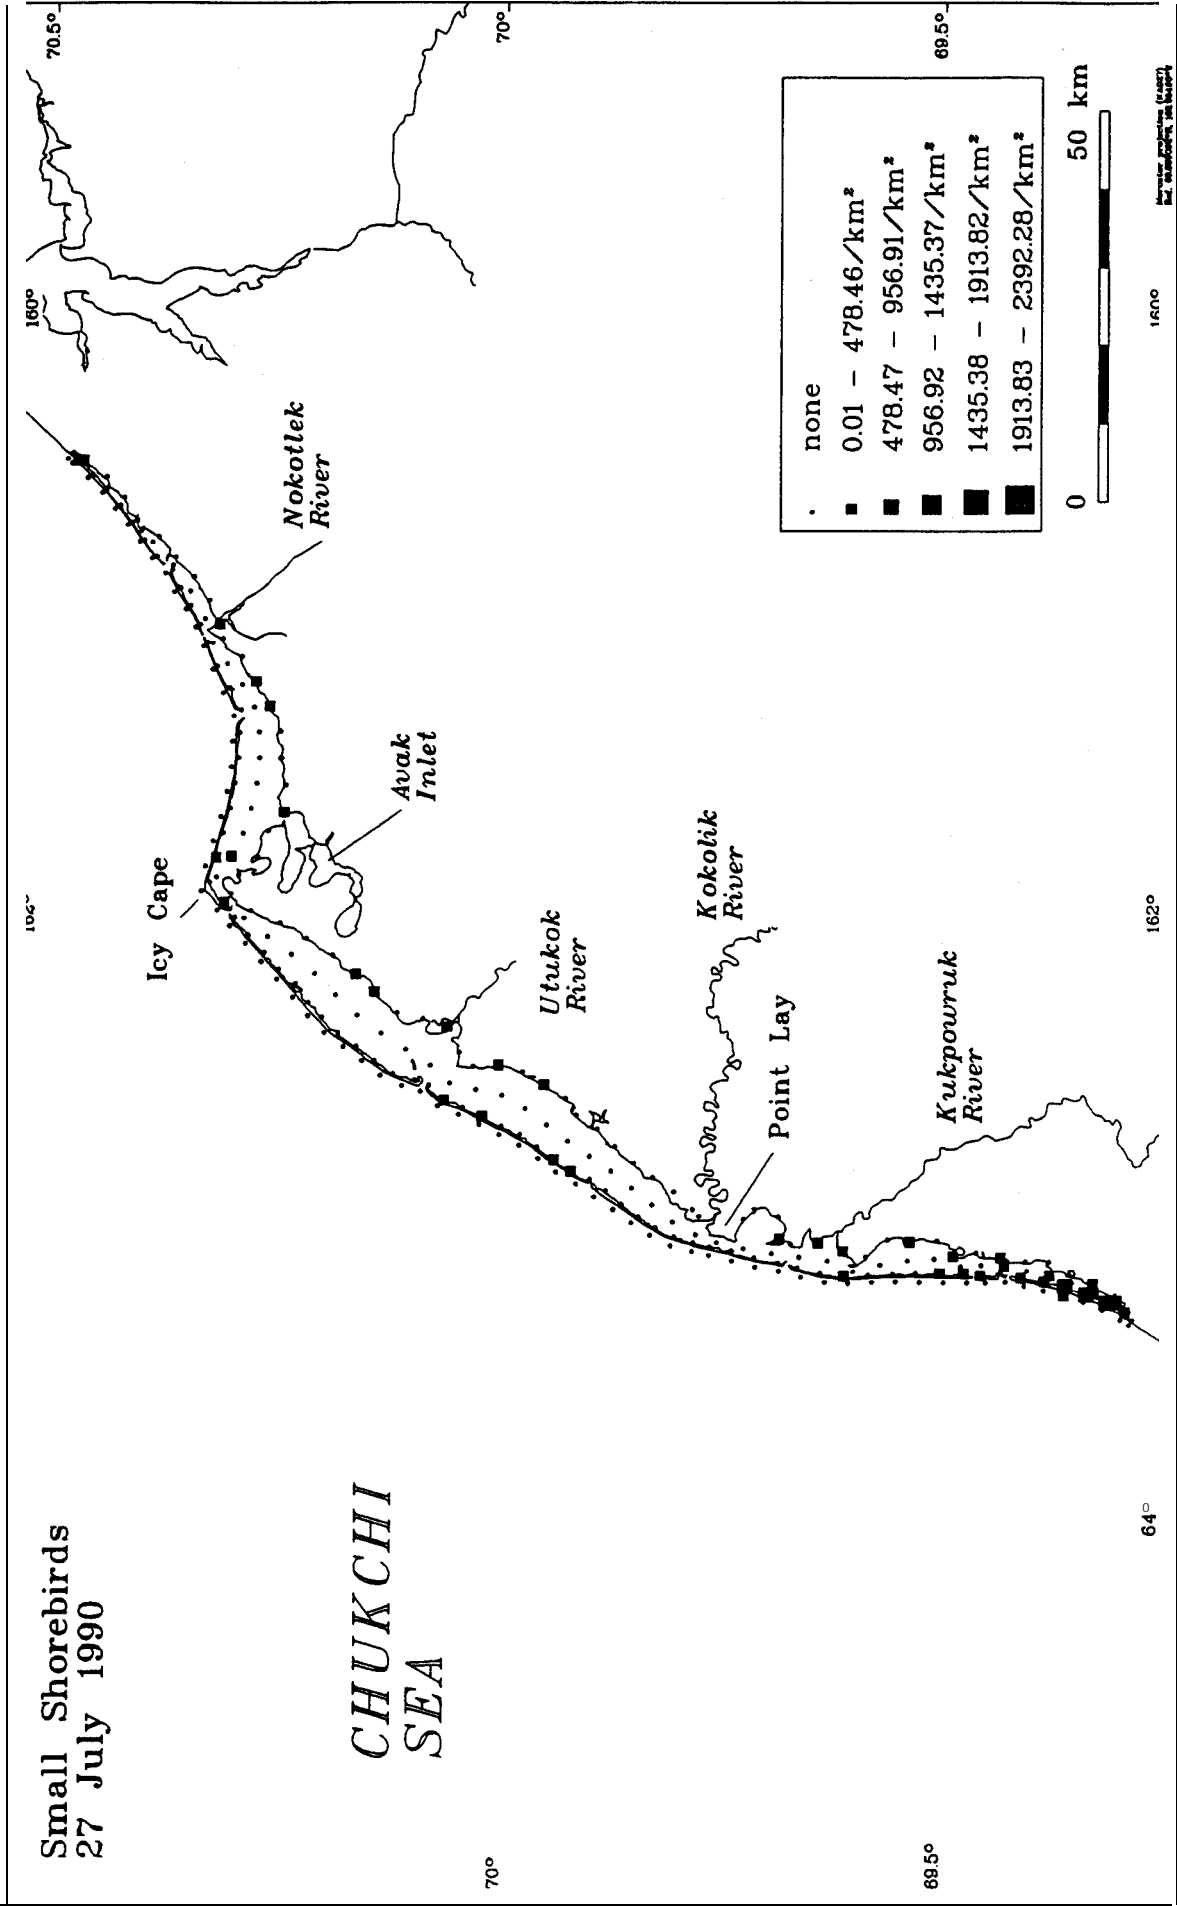 Small Shorebirds
27 July 1990
CHUKCHI
SEA
Icy Cape
Nokotlek
River
Avak
Inlet
Utukok
River
Kokolik
River
Point Lay
Kukpowruk
River
70.5°
70°
69.5°
160°
162°
160°
162°
64°
70°
69.5°
none
0.01 - 478.46/km²
478.47 - 956.91/km²
956.92 - 1435.37/km²
1435.38 - 1913.82/km²
1913.83 - 2392.28/km²
0 50 km